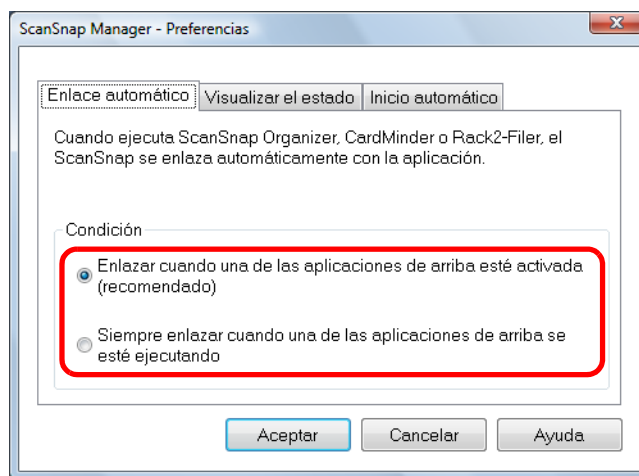 ScanSnap Manager - Preferencias
Enlace automático Visualizar el estado Inicio automático
Cuando ejecuta ScanSnap Organizer, CardMinder o Rack2-Filer, el
ScanSnap se enlaza automáticamente con la aplicación.
Condición
Enlazar cuando una de las aplicaciones de arriba esté activada
(recomendado)
Siempre enlazar cuando una de las aplicaciones de arriba se
esté ejecutando
Aceptar Cancelar Ayuda